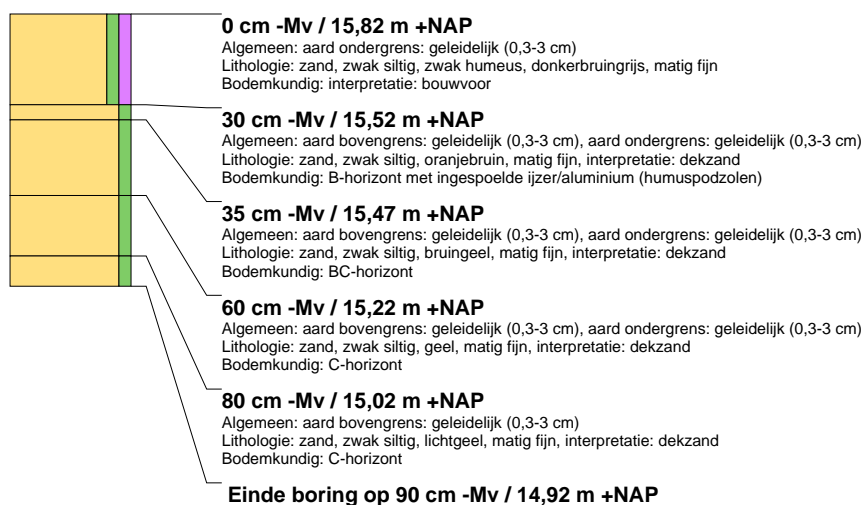 0 cm -Mv / 15,82 m +NAP
Algemeen: aard ondergrens: geleidelijk (0,3-3 cm)
Lithologie: zand, zwak siltig, zwak humeus, donkerbruingrijs, matig fijn
Bodemkundig: interpretatie: bouwvoor
30 cm -Mv / 15,52 m +NAP
Algemeen: aard bovengrens: geleidelijk (0,3-3 cm), aard ondergrens: geleidelijk (0,3-3 cm)
Lithologie: zand, zwak siltig, oranjebruin, matig fijn, interpretatie: dekzand
Bodemkundig: B-horizont met ingespoelde ijzer/aluminium (humuspodzolen)
35 cm -Mv / 15,47 m +NAP
Algemeen: aard bovengrens: geleidelijk (0,3-3 cm), aard ondergrens: geleidelijk (0,3-3 cm)
Lithologie: zand, zwak siltig, bruingeel, matig fijn, interpretatie: dekzand
Bodemkundig: BC-horizont
60 cm -Mv / 15,22 m +NAP
Algemeen: aard bovengrens: geleidelijk (0,3-3 cm), aard ondergrens: geleidelijk (0,3-3 cm)
Lithologie: zand, zwak siltig, geel, matig fijn, interpretatie: dekzand
Bodemkundig: C-horizont
80 cm -Mv / 15,02 m +NAP
Algemeen: aard bovengrens: geleidelijk (0,3-3 cm)
Lithologie: zand, zwak siltig, lichtgeel, matig fijn, interpretatie: dekzand
Bodemkundig: C-horizont
Einde boring op 90 cm -Mv / 14,92 m +NAP